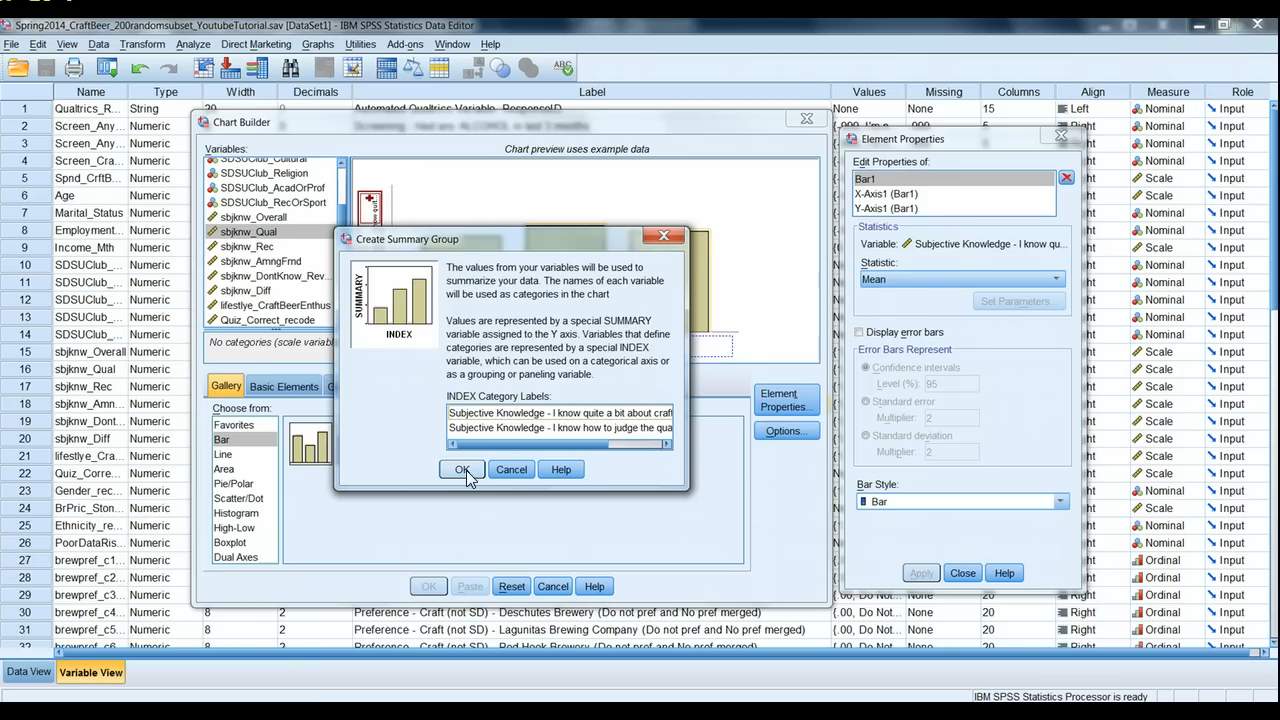 Spring2014_CraftBeer_200randomsubset_YoutubeTutorial.sav [DataSet1] - IBM SPSS Statistics Data Editor
File Edit View Data Transform Analyze Direct Marketing Graphs Utilities Add-ons Window Help
Name Type Width Decimals Label Values Missing Columns Align Measure Role
1 Qualtrics_R... String 20 0 Automated Qualtrics Variable- ResponseID None None 15 Left Nominal Input
2 Screen_Any... Numeric Nominal Input
3 Screen_Any... Numeric Nominal Input
4 Screen_Cra... Numeric Nominal Input
5 Spnd_CrftB... Numeric Scale Input
6 Age Numeric Scale Input
7 Marital_Status Numeric Nominal Input
8 Employment... Numeric Nominal Input
9 Income_Mth Numeric Scale Input
10 SDSUClub_... Numeric Nominal Input
11 SDSUClub_... Numeric Nominal Input
12 SDSUClub_... Numeric Nominal Input
13 SDSUClub_... Numeric Nominal Input
14 SDSUClub_... Numeric Scale Input
15 sbjknw_Overall Numeric Scale Input
16 sbjknw_Qual Numeric Scale Input
17 sbjknw_Rec Numeric Scale Input
18 sbjknw_Amn... Numeric Scale Input
19 sbjknw_Dont... Numeric Scale Input
20 sbjknw_Diff Numeric Scale Input
21 lifestlye_Cra... Numeric Scale Input
22 Quiz_Corre... Numeric Scale Input
23 Gender_rec... Numeric Nominal Input
24 BrPric_Ston... Numeric Scale Input
25 Ethnicity_re... Numeric Nominal Input
26 PoorDataRis... Numeric Nominal Input
27 brewpref_c1... Numeric Ordinal Input
28 brewpref_c2... Numeric Ordinal Input
29 brewpref_c3... Numeric Ordinal Input
30 brewpref_c4... Numeric 8 2 Preference - Craft (not SD) - Deschutes Brewery (Do not pref and No pref merged) {.00, Do Not... None 20 Right Ordinal Input
31 brewpref_c5... Numeric 8 2 Preference - Craft (not SD) - Lagunitas Brewing Company (Do not pref and No pref merged) {.00, Do Not... None 20 Right Ordinal Input
32 brewpref_c6... Numeric 8 2 Preference - Craft (not SD) - Red Hook Brewery (Do not pref and No pref merged) {.00, Do Not... None 20 Right Ordinal Input
Chart Builder
Variables:
Chart preview uses example data
SDSUClub_Cultural
SDSUClub_Religion
SDSUClub_AcadOrProf
SDSUClub_RecOrSport
sbjknw_Overall
sbjknw_Qual
sbjknw_Rec
sbjknw_AmngFrnd
sbjknw_DontKnow_Rev...
sbjknw_Diff
lifestlye_CraftBeerEnthus
Quiz_Correct_recode
No categories (scale variab
Gallery Basic Elements
Choose from:
Favorites
Bar
Line
Area
Pie/Polar
Scatter/Dot
Histogram
High-Low
Boxplot
Dual Axes
Element Properties...
Options...
OK Paste Reset Cancel Help
Create Summary Group
SUMMARY
INDEX
The values from your variables will be used to
summarize your data. The names of each variable
will be used as categories in the chart
Values are represented by a special SUMMARY
variable assigned to the Y axis. Variables that define
categories are represented by a special INDEX
variable, which can be used on a categorical axis or
as a grouping or paneling variable.
INDEX Category Labels:
Subjective Knowledge - I know quite a bit about craft
Subjective Knowledge - I know how to judge the qua
OK Cancel Help
Element Properties
Edit Properties of:
Bar1
X-Axis1 (Bar1)
Y-Axis1 (Bar1)
Statistics
Variable: Subjective Knowledge - I know qu...
Statistic:
Mean
Set Parameters...
Display error bars
Error Bars Represent
Confidence intervals
Level (%): 95
Standard error
Multiplier: 2
Standard deviation
Multiplier: 2
Bar Style:
Bar
Apply Close Help
Data View Variable View
IBM SPSS Statistics Processor is ready